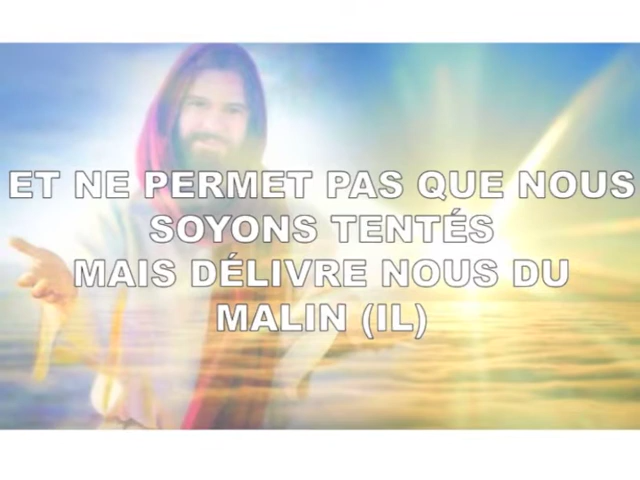 ET NE PERMET PAS QUE NOUS
SOYONS TENTÉS
MAIS DÉLIVRE NOUS DU
MALIN (IL)